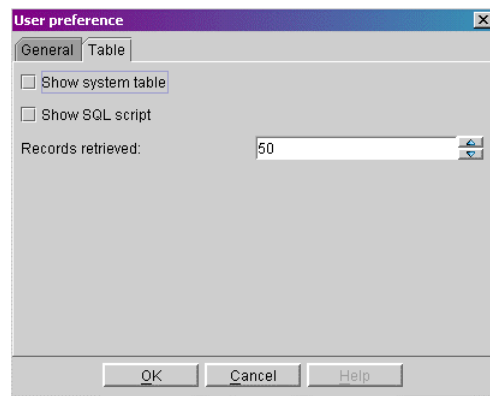 User preference
General Table
Show system table
Show SQL script
Records retrieved: 50
OK Cancel Help